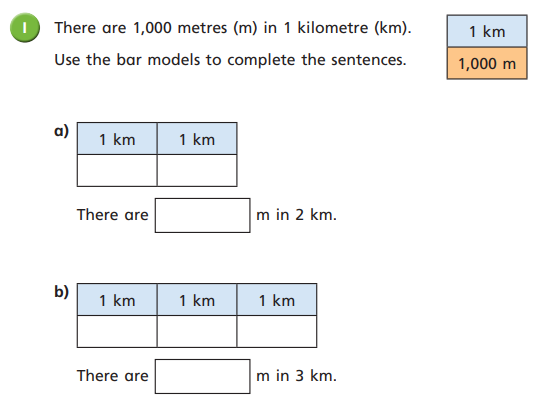 1 There are 1,000 metres (m) in 1 kilometre (km).
Use the bar models to complete the sentences.
1 km
1,000 m
a)
1 km 1 km
There are m in 2 km.
b)
1 km 1 km 1 km
There are m in 3 km.